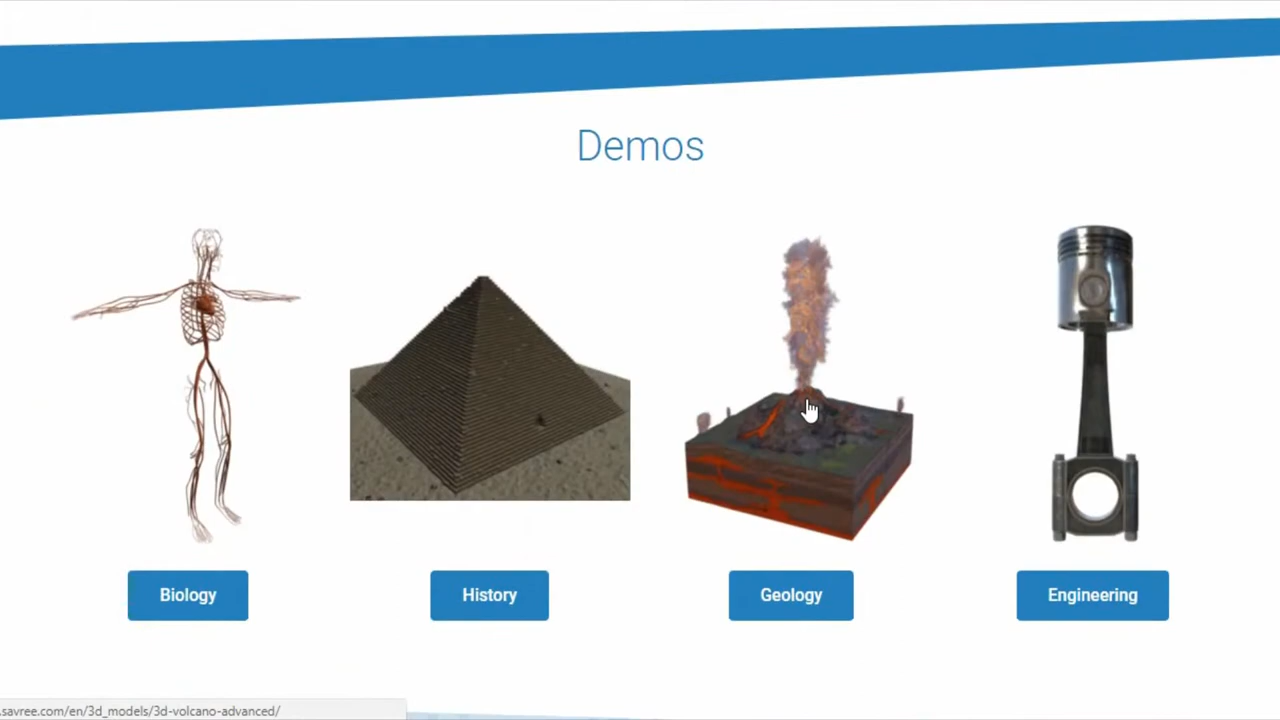 Demos
Biology
History
Geology
Engineering
.savree.com/en/3d_models/3d-volcano-advanced/